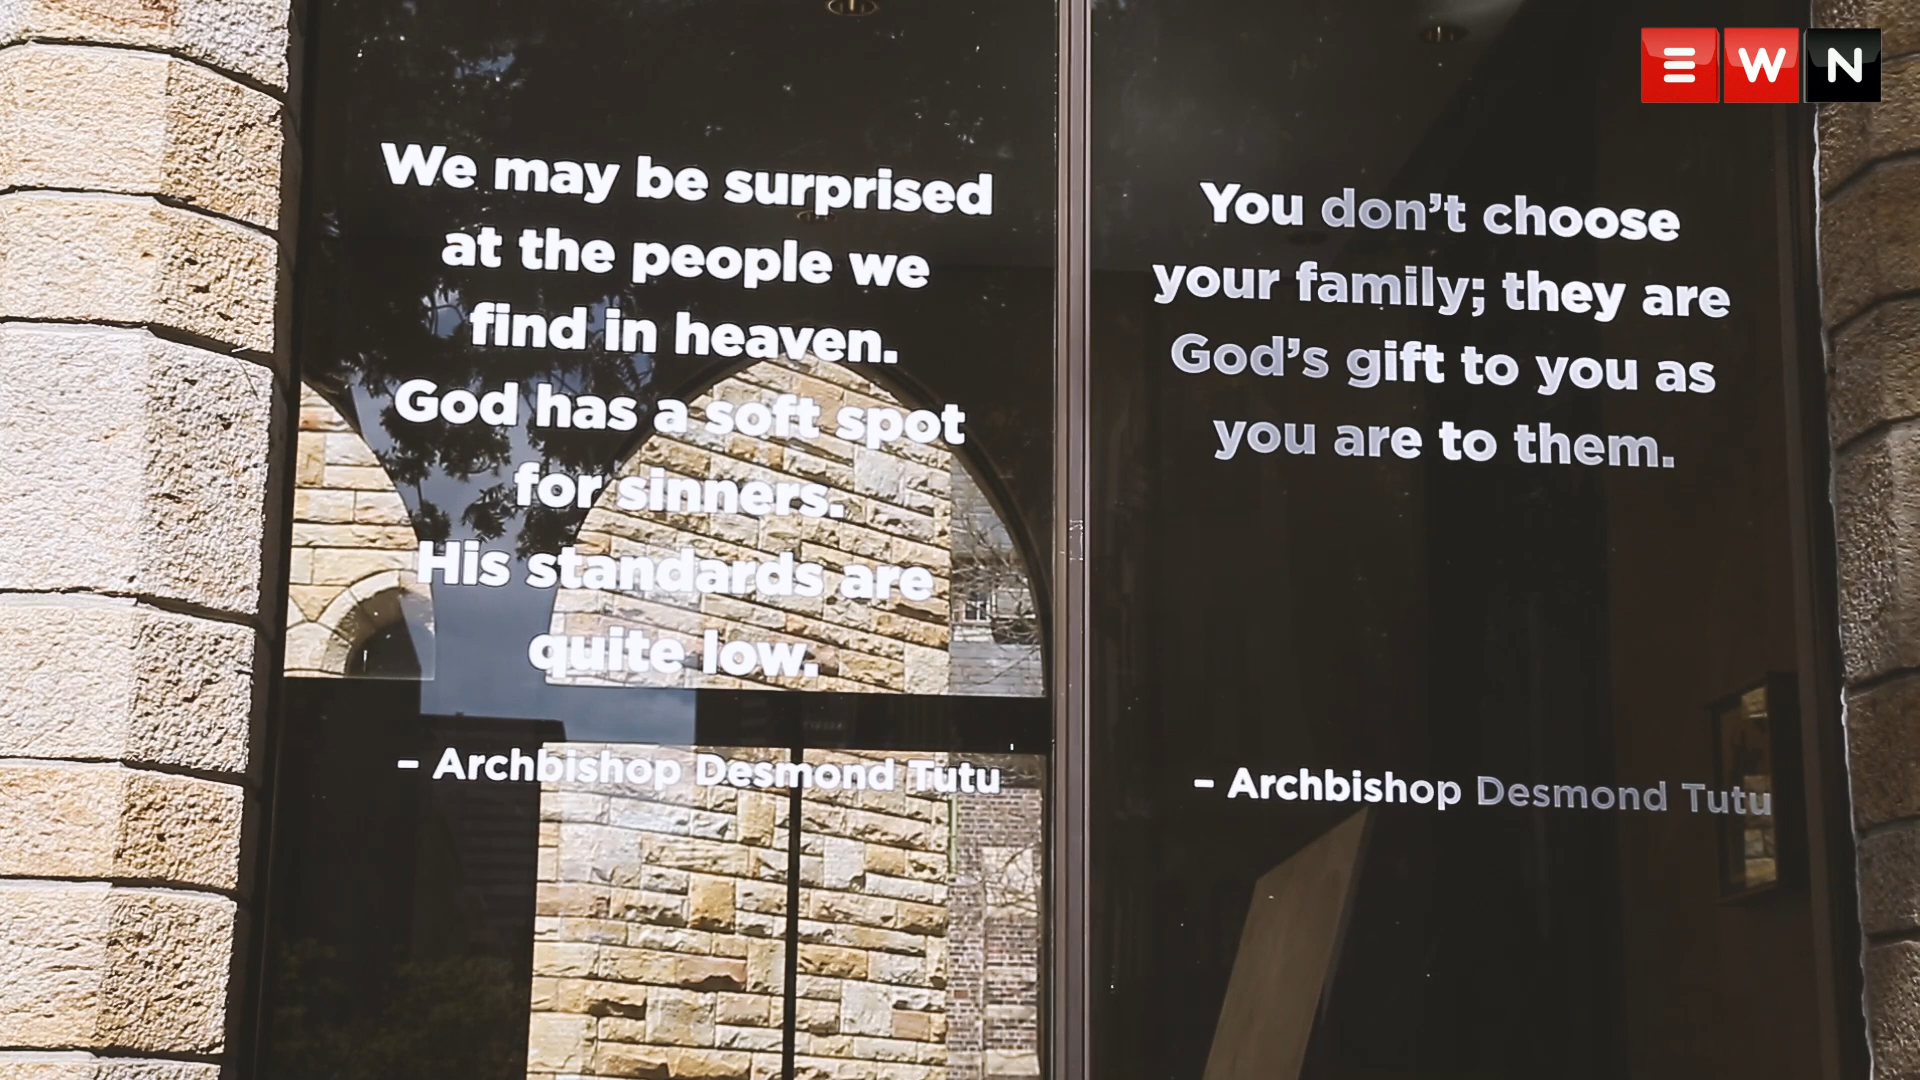 EWN
We may be surprised
at the people we
find in heaven.
God has a soft spot
for sinners.
His standards are
quite low.
– Archbishop Desmond Tutu
You don't choose
your family; they are
God's gift to you as
you are to them.
– Archbishop Desmond Tutu